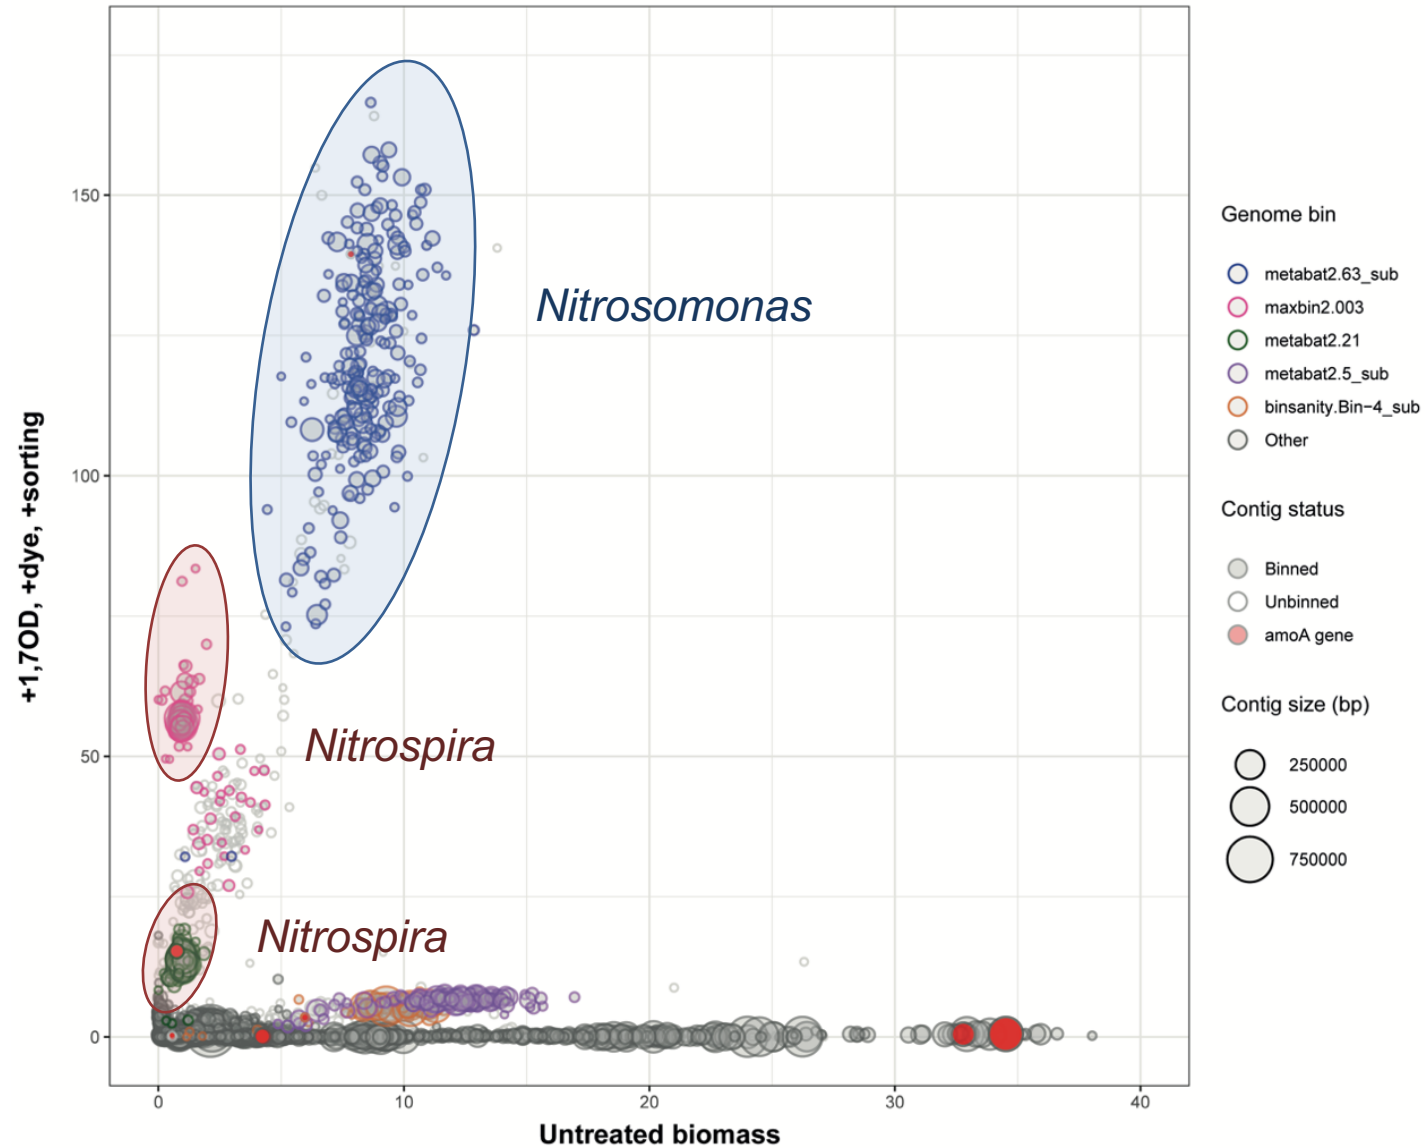 150
100
50
0
0
10
20
30
40
+1,7OD, +dye, +sorting
Untreated biomass
Nitrosomonas
Nitrospira
Nitrospira
Genome bin
metabat2.63_sub
maxbin2.003
metabat2.21
metabat2.5_sub
binsanity.Bin−4_sub
Other
Contig status
Binned
Unbinned
amoA gene
Contig size (bp)
250000
500000
750000